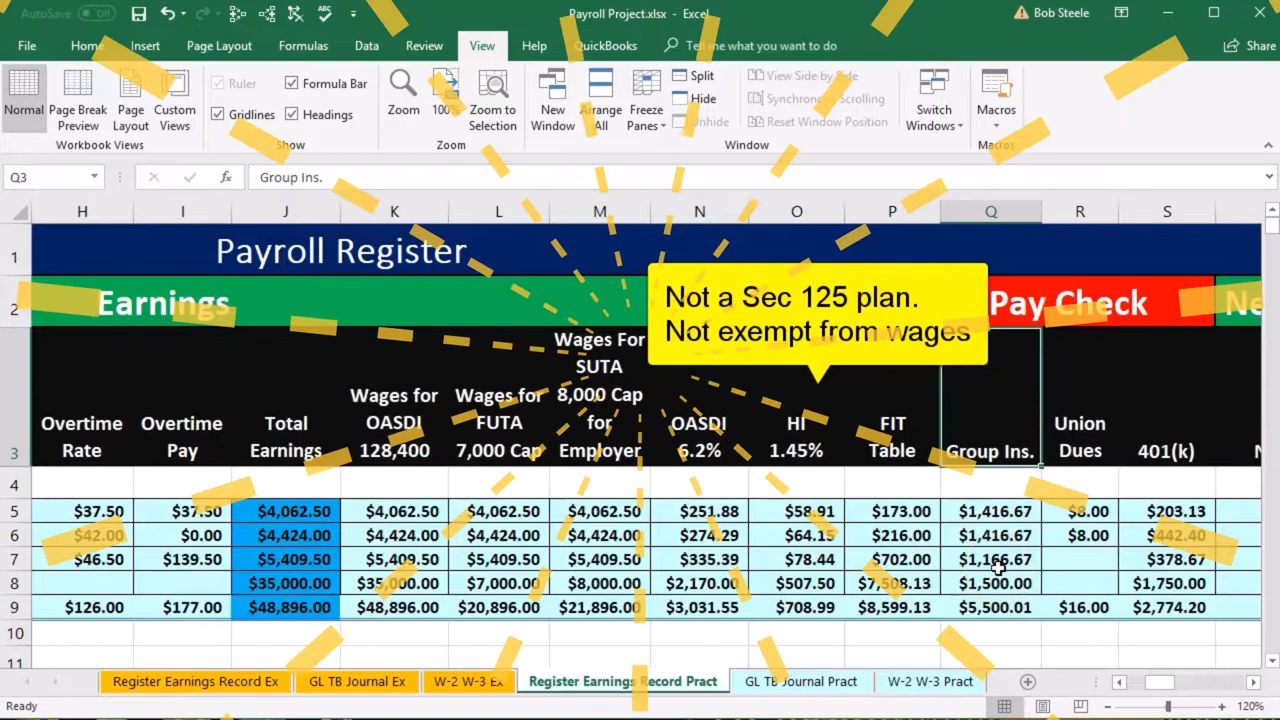 AutoSave Off
Payroll Project.xlsx - Excel
Bob Steele
File Home Insert Page Layout Formulas Data Review View Help QuickBooks Tell me what you want to do Share
Normal
Page Break Preview
Page Layout
Custom Views
Ruler Formula Bar
Gridlines Headings
Zoom
100%
Zoom to Selection
New Window
Arrange All
Freeze Panes
Split
Hide
Unhide
View Side by Side
Synchronous Scrolling
Reset Window Position
Switch Windows
Macros
Workbook Views Show Zoom Window Macros
Q3 fx Group Ins.
H I J K L M N O P Q R S
1 Payroll Register
2 Earnings Pay Check Ne
Not a Sec 125 plan.
Not exempt from wages
3 Overtime Rate Overtime Pay Total Earnings Wages for OASDI 128,400 Wages for FUTA 7,000 Cap Wages For SUTA 8,000 Cap for Employer OASDI 6.2% HI 1.45% FIT Table Group Ins. Union Dues 401(k)
4
5 $37.50 $37.50 $4,062.50 $4,062.50 $4,062.50 $4,062.50 $251.88 $58.91 $173.00 $1,416.67 $8.00 $203.13
6 $42.00 $0.00 $4,424.00 $4,424.00 $4,424.00 $4,424.00 $274.29 $64.15 $216.00 $1,416.67 $8.00 $442.40
7 $46.50 $139.50 $5,409.50 $5,409.50 $5,409.50 $5,409.50 $335.39 $78.44 $702.00 $1,166.67 $378.67
8 $35,000.00 $35,000.00 $7,000.00 $8,000.00 $2,170.00 $507.50 $7,508.13 $1,500.00 $1,750.00
9 $126.00 $177.00 $48,896.00 $48,896.00 $20,896.00 $21,896.00 $3,031.55 $708.99 $8,599.13 $5,500.01 $16.00 $2,774.20
10
11
Register Earnings Record Ex GL TB Journal Ex W-2 W-3 Ex Register Earnings Record Pract GL TB Journal Pract W-2 W-3 Pract
Ready
120%